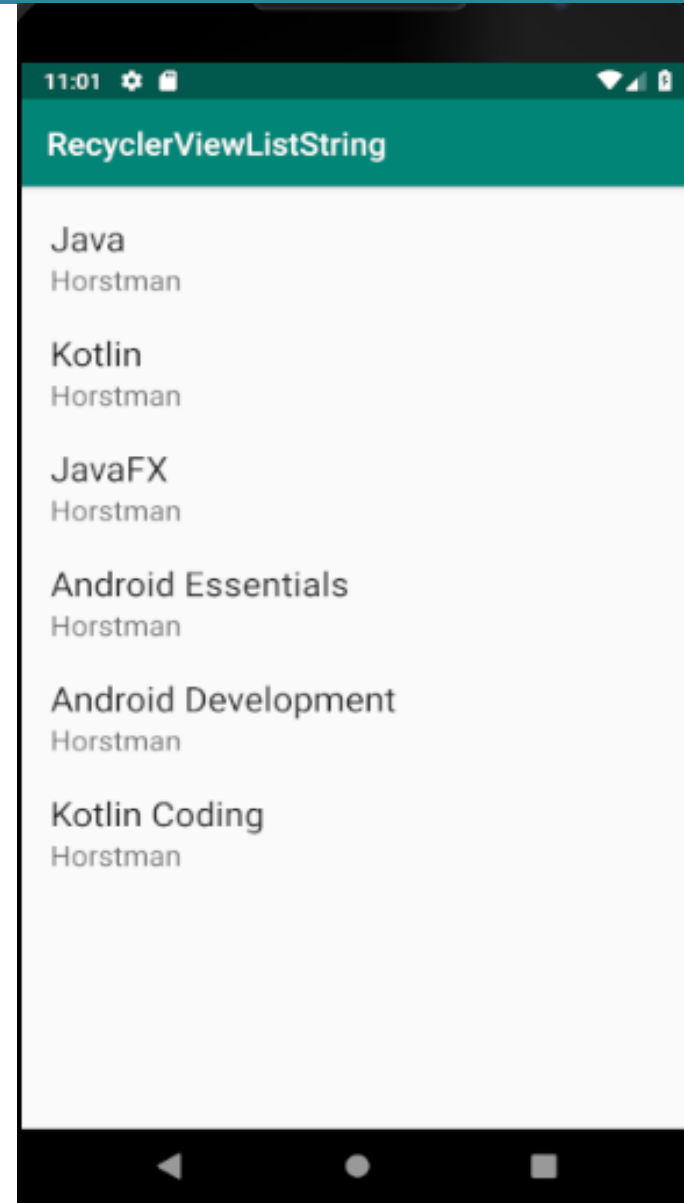 11:01
RecyclerViewListString
Java
Horstman
Kotlin
Horstman
JavaFX
Horstman
Android Essentials
Horstman
Android Development
Horstman
Kotlin Coding
Horstman